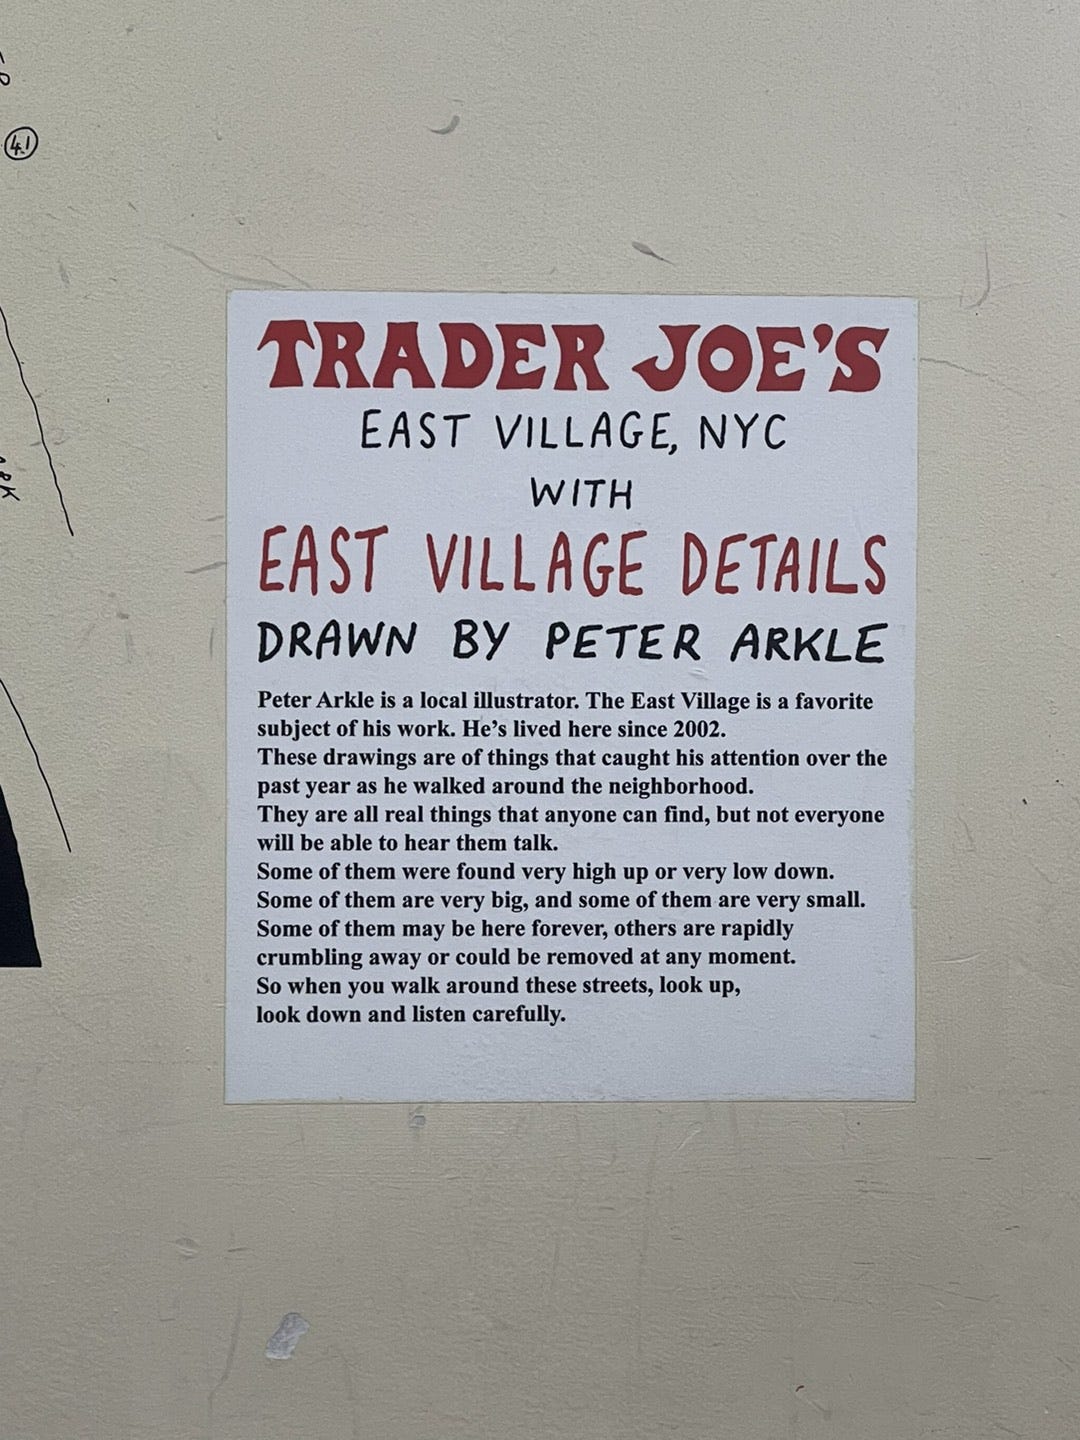 41
TRADER JOE'S
EAST VILLAGE, NYC
WITH
EAST VILLAGE DETAILS
DRAWN BY PETER ARKLE
Peter Arkle is a local illustrator. The East Village is a favorite
subject of his work. He's lived here since 2002.
These drawings are of things that caught his attention over the
past year as he walked around the neighborhood.
They are all real things that anyone can find, but not everyone
will be able to hear them talk.
Some of them were found very high up or very low down.
Some of them are very big, and some of them are very small.
Some of them may be here forever, others are rapidly
crumbling away or could be removed at any moment.
So when you walk around these streets, look up,
look down and listen carefully.